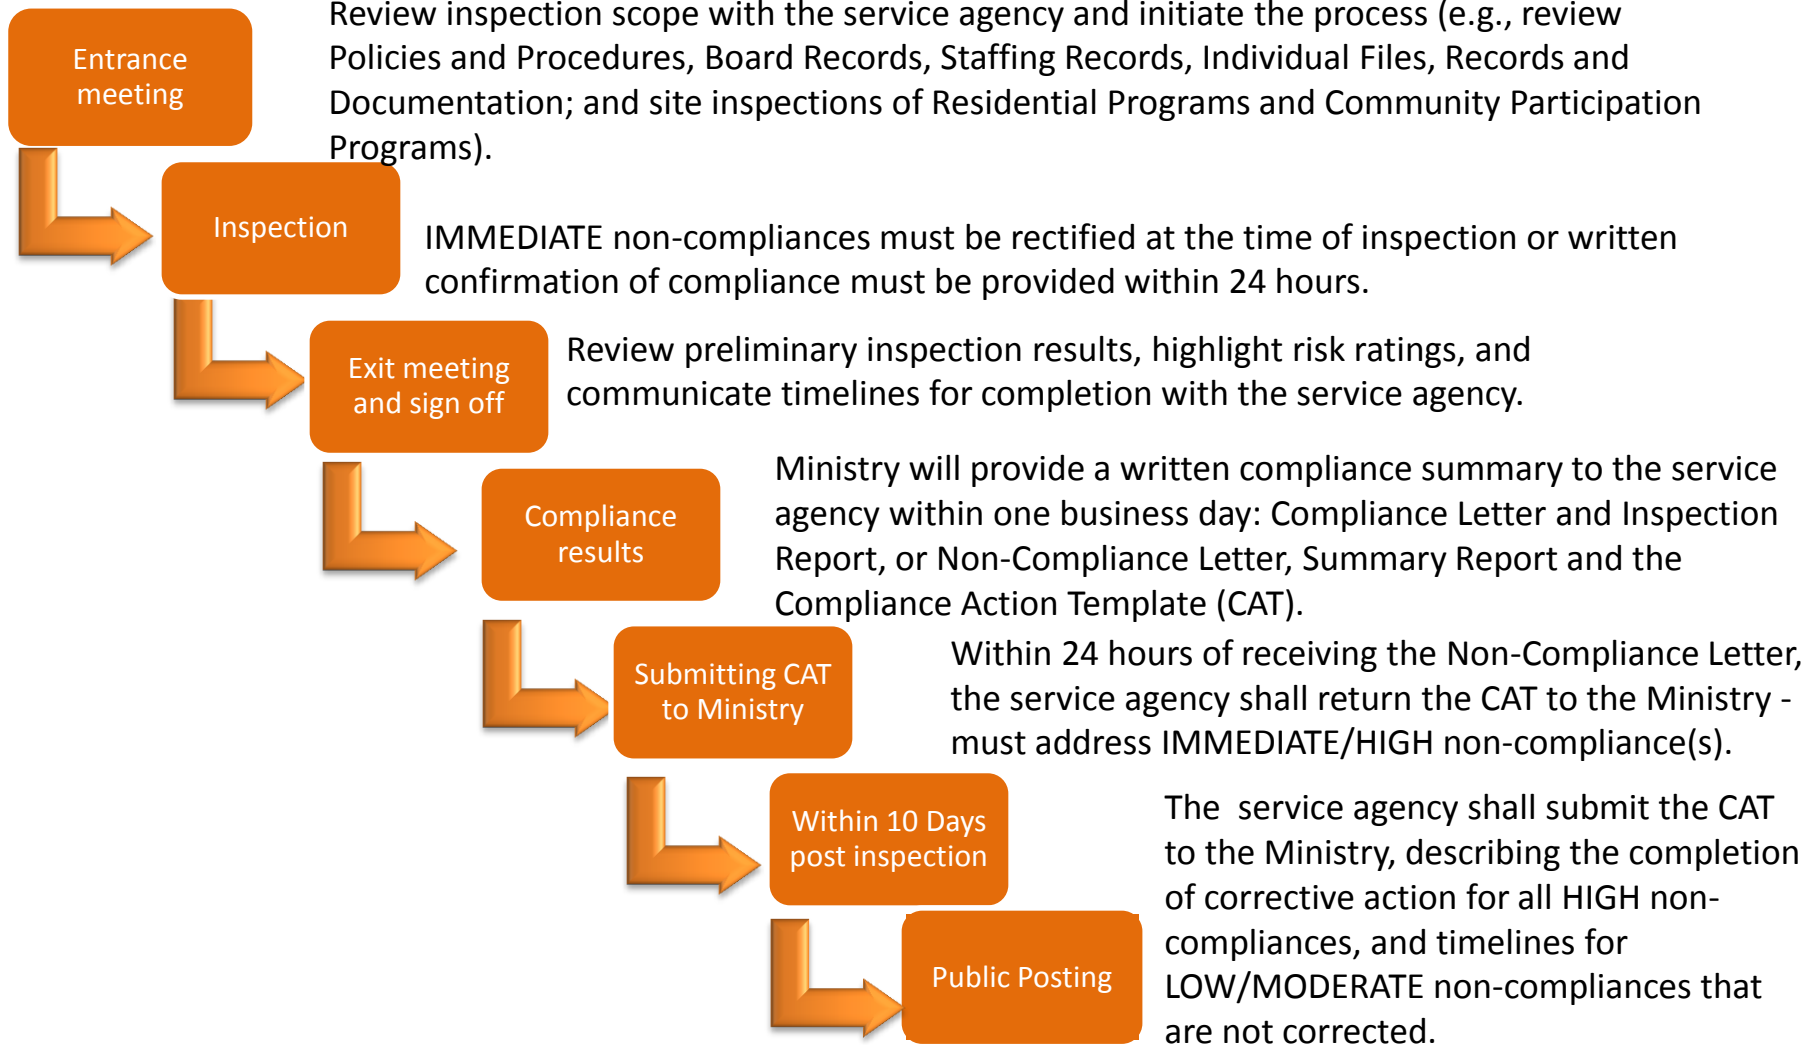 Entrance
meeting
Review inspection scope with the service agency and initiate the process (e.g., review
Policies and Procedures, Board Records, Staffing Records, Individual Files, Records and
Documentation; and site inspections of Residential Programs and Community Participation
Programs).
Inspection
IMMEDIATE non-compliances must be rectified at the time of inspection or written
confirmation of compliance must be provided within 24 hours.
Exit meeting
and sign off
Review preliminary inspection results, highlight risk ratings, and
communicate timelines for completion with the service agency.
Compliance
results
Ministry will provide a written compliance summary to the service
agency within one business day: Compliance Letter and Inspection
Report, or Non-Compliance Letter, Summary Report and the
Compliance Action Template (CAT).
Submitting CAT
to Ministry
Within 24 hours of receiving the Non-Compliance Letter,
the service agency shall return the CAT to the Ministry -
must address IMMEDIATE/HIGH non-compliance(s).
Within 10 Days
post inspection
The  service agency shall submit the CAT
to the Ministry, describing the completion
of corrective action for all HIGH non-
compliances, and timelines for
LOW/MODERATE non-compliances that
are not corrected.
Public Posting